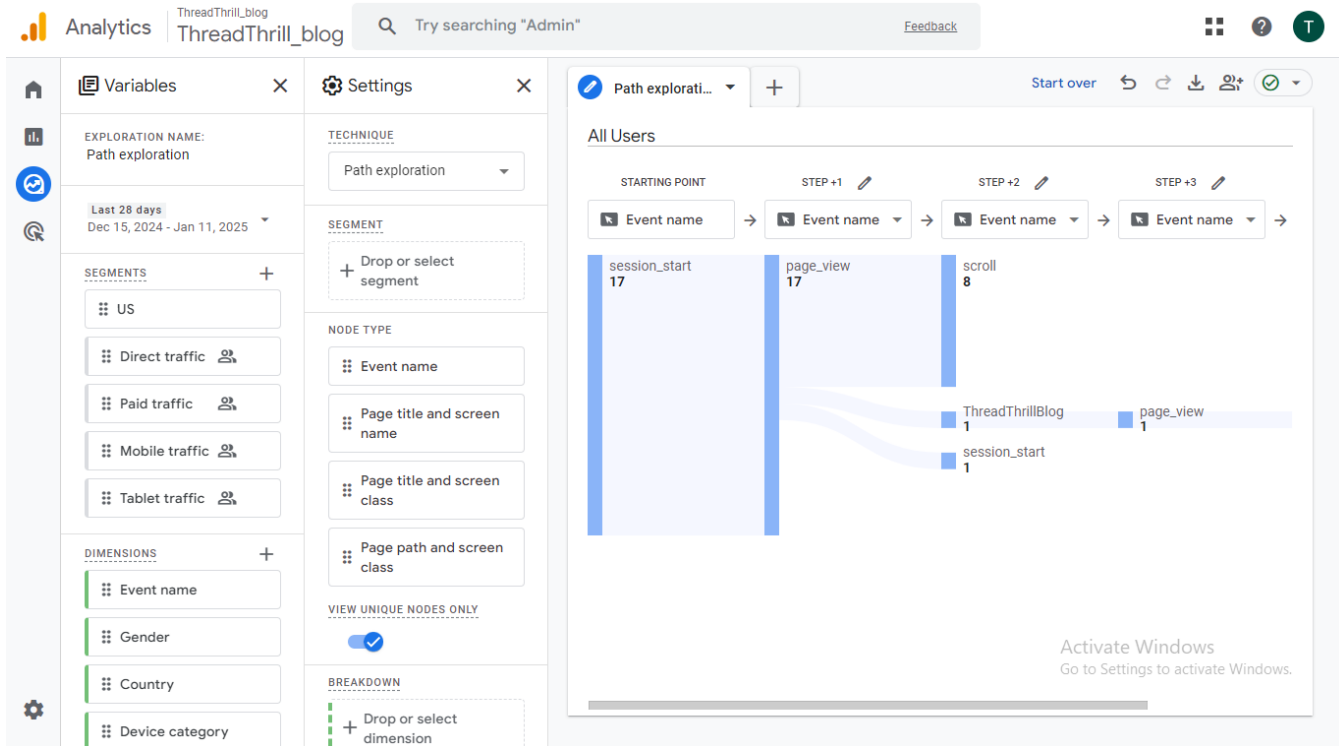 Analytics
ThreadThrill_blog
ThreadThrill_blog
Try searching "Admin"
Feedback
T
Variables
EXPLORATION NAME:
Path exploration
Last 28 days
Dec 15, 2024 - Jan 11, 2025
SEGMENTS
US
Direct traffic
Paid traffic
Mobile traffic
Tablet traffic
DIMENSIONS
Event name
Gender
Country
Device category
Settings
TECHNIQUE
Path exploration
SEGMENT
Drop or select
segment
NODE TYPE
Event name
Page title and screen
name
Page title and screen
class
Page path and screen
class
VIEW UNIQUE NODES ONLY
BREAKDOWN
Drop or select
dimension
Path explorati...
Start over
All Users
STARTING POINT
STEP +1
STEP +2
STEP +3
Event name
Event name
Event name
Event name
session_start
17
page_view
17
scroll
8
ThreadThrillBlog
1
page_view
1
session_start
1
Activate Windows
Go to Settings to activate Windows.